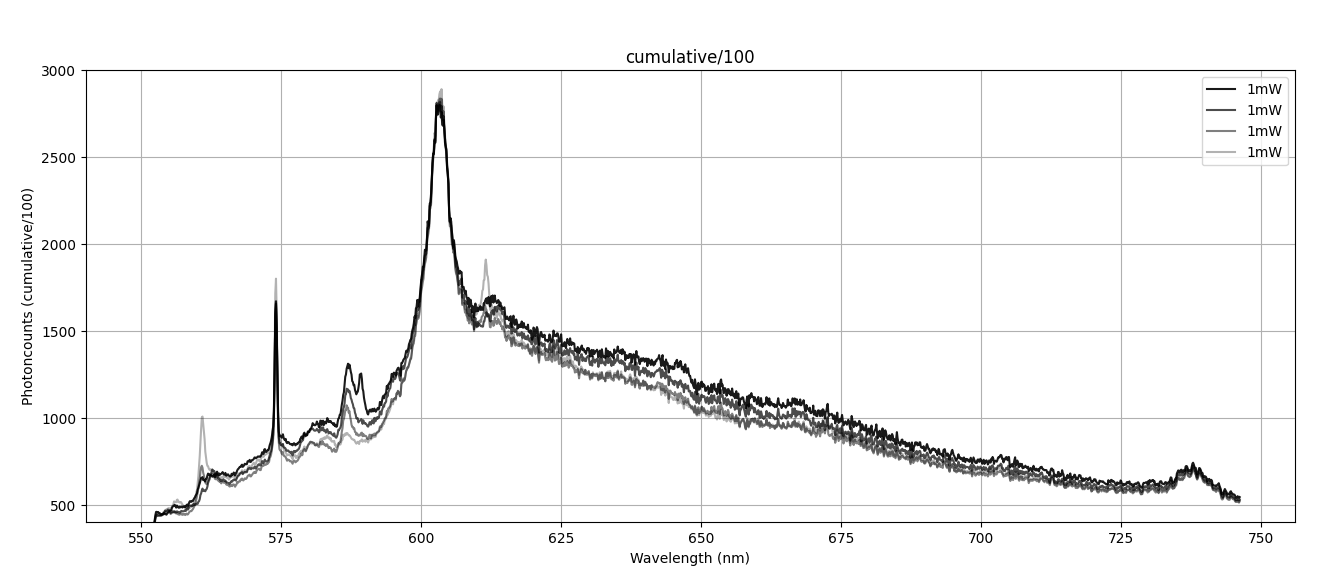 cumulative/100
3000
2500
2000
1500
1000
500
Photoncounts (cumulative/100)
1mW
1mW
1mW
1mW
550
575
600
625
650
675
700
725
750
Wavelength (nm)